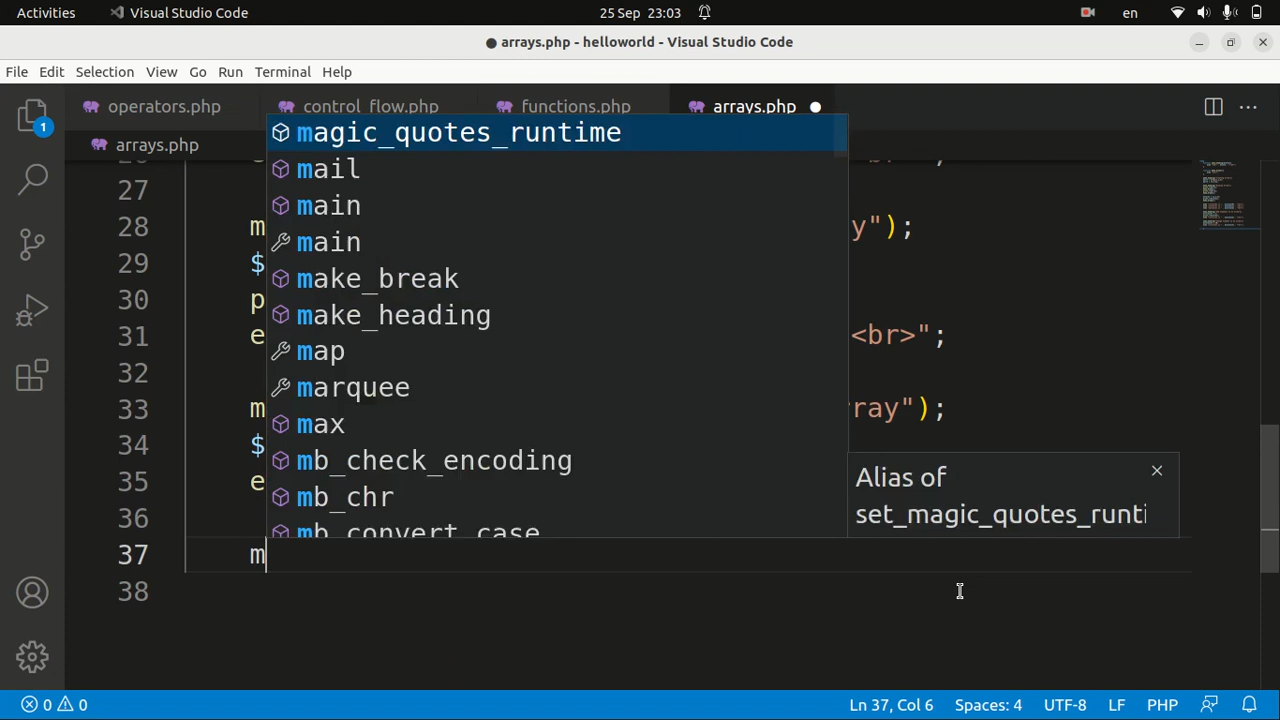 Activities Visual Studio Code 25 Sep 23:03 en
● arrays.php - helloworld - Visual Studio Code
File Edit Selection View Go Run Terminal Help
operators.php control_flow.php functions.php arrays.php
1
arrays.php
magic_quotes_runtime
mail
27
main
28 m y");
main
29 $
make_break
30 p
make_heading
31 e <br>";
map
32
marquee
33 m ray");
max
34 $
mb_check_encoding
35 e
Alias of
set_magic_quotes_runti
mb_chr
36
mb_convert_case
37 m
38
0 0 Ln 37, Col 6 Spaces: 4 UTF-8 LF PHP